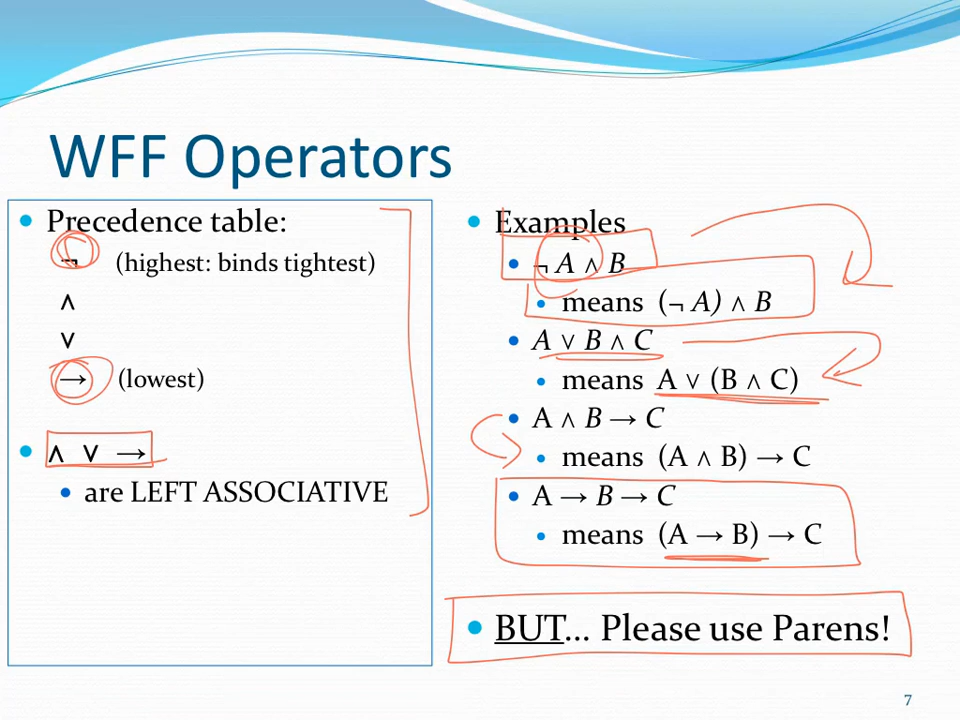 WFF Operators
• Precedence table:
¬ (highest: binds tightest)
∧
∨
→ (lowest)
• ∧ ∨ →
• are LEFT ASSOCIATIVE
• Examples
• ¬ A ∧ B
• means (¬ A) ∧ B
• A ∨ B ∧ C
• means A ∨ (B ∧ C)
• A ∧ B → C
• means (A ∧ B) → C
• A → B → C
• means (A → B) → C
• BUT… Please use Parens!
7